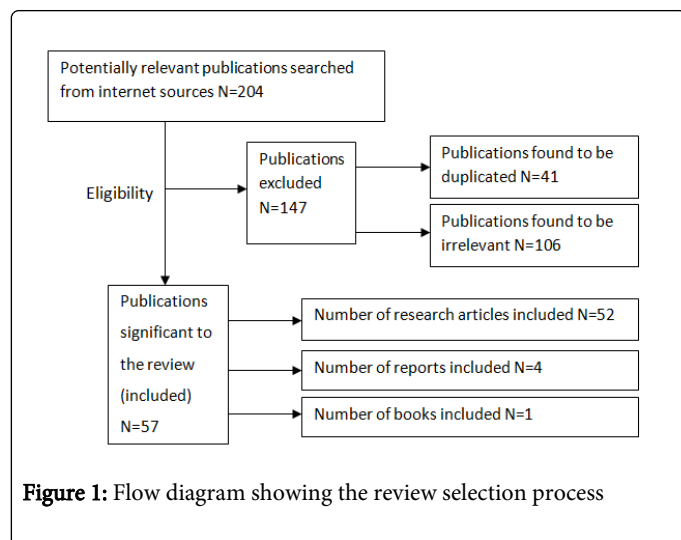 Potentially relevant publications searched
from internet sources N=204
Eligibility
Publications
excluded
N=147
Publications found to be
duplicated N=41
Publications found to be
irrelevant N=106
Publications
significant to
the review
(included)
N=57
Number of research articles included N=52
Number of reports included N=4
Number of books included N=1
Figure 1: Flow diagram showing the review selection process